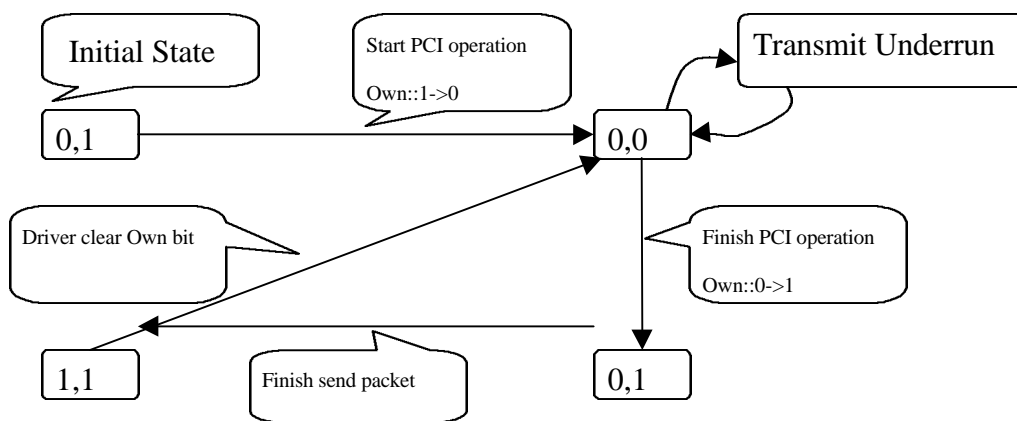 Initial State
Start PCI operation
Own::1->0
Transmit Underrun
0,1
0,0
Driver clear Own bit
Finish PCI operation
Own::0->1
1,1
Finish send packet
0,1